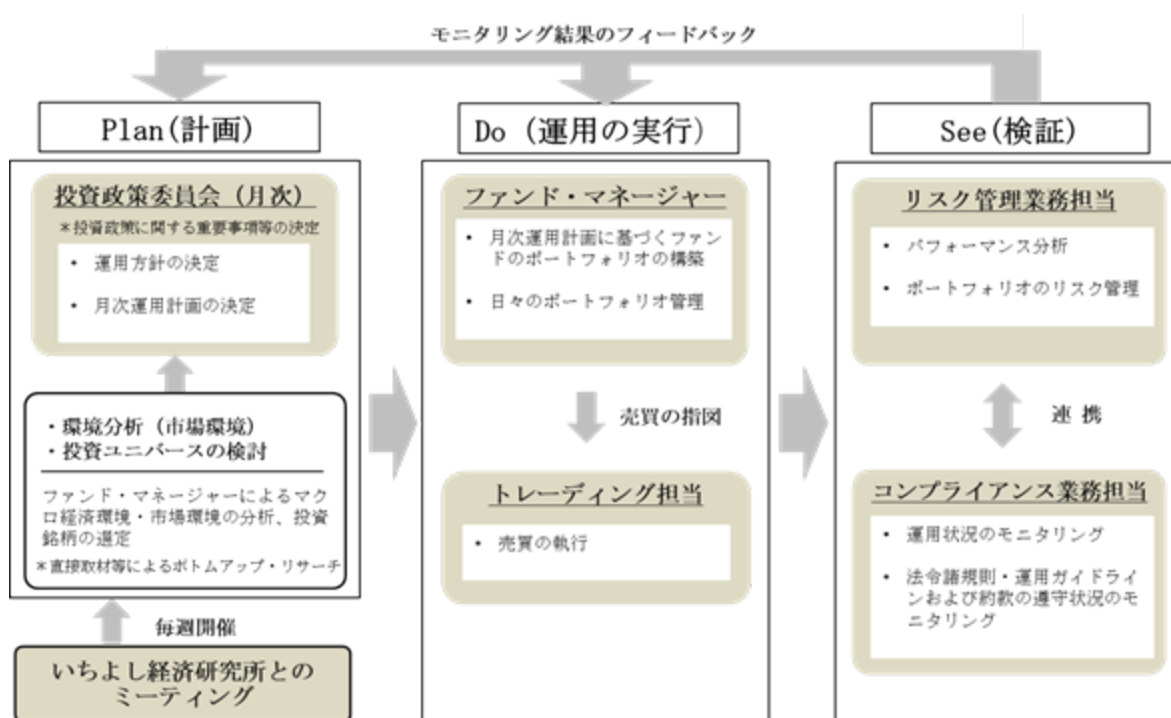 モニタリング結果のフィードバック
Plan(計画)
投資政策委員会（月次）
＊投資政策に関する重要事項等の決定
・ 運用方針の決定
・ 月次運用計画の決定
・環境分析（市場環境）
・投資ユニバースの検討
ファンド・マネージャーによるマク
ロ経済環境・市場環境の分析、投資
銘柄の選定
＊直接取材等によるボトムアップ・リサーチ
毎週開催
いちよし経済研究所との
ミーティング
Do（運用の実行）
ファンド・マネージャー
・ 月次運用計画に基づくファン
ドのポートフォリオの構築
・ 日々のポートフォリオ管理
売買の指図
トレーディング担当
・ 売買の執行
See(検証)
リスク管理業務担当
・ パフォーマンス分析
・ ポートフォリオのリスク管理
連 携
コンプライアンス業務担当
・ 運用状況のモニタリング
・ 法令諸規則・運用ガイドライ
ンおよび約款の遵守状況のモ
ニタリング